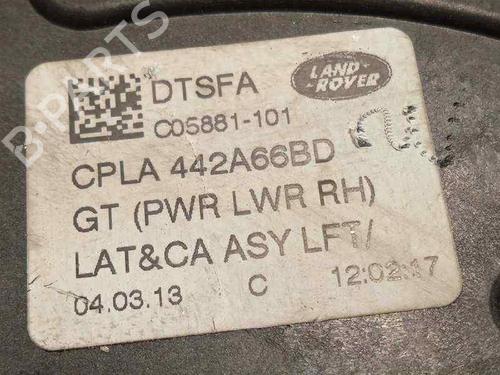 B-PARTS
DTSFA
LAND-
ROVER
C05881-101
CPLA 442A66BD
GT (PWR LWR RH)
LAT&CA ASY LFT/
04.03.13 C 12:02:17